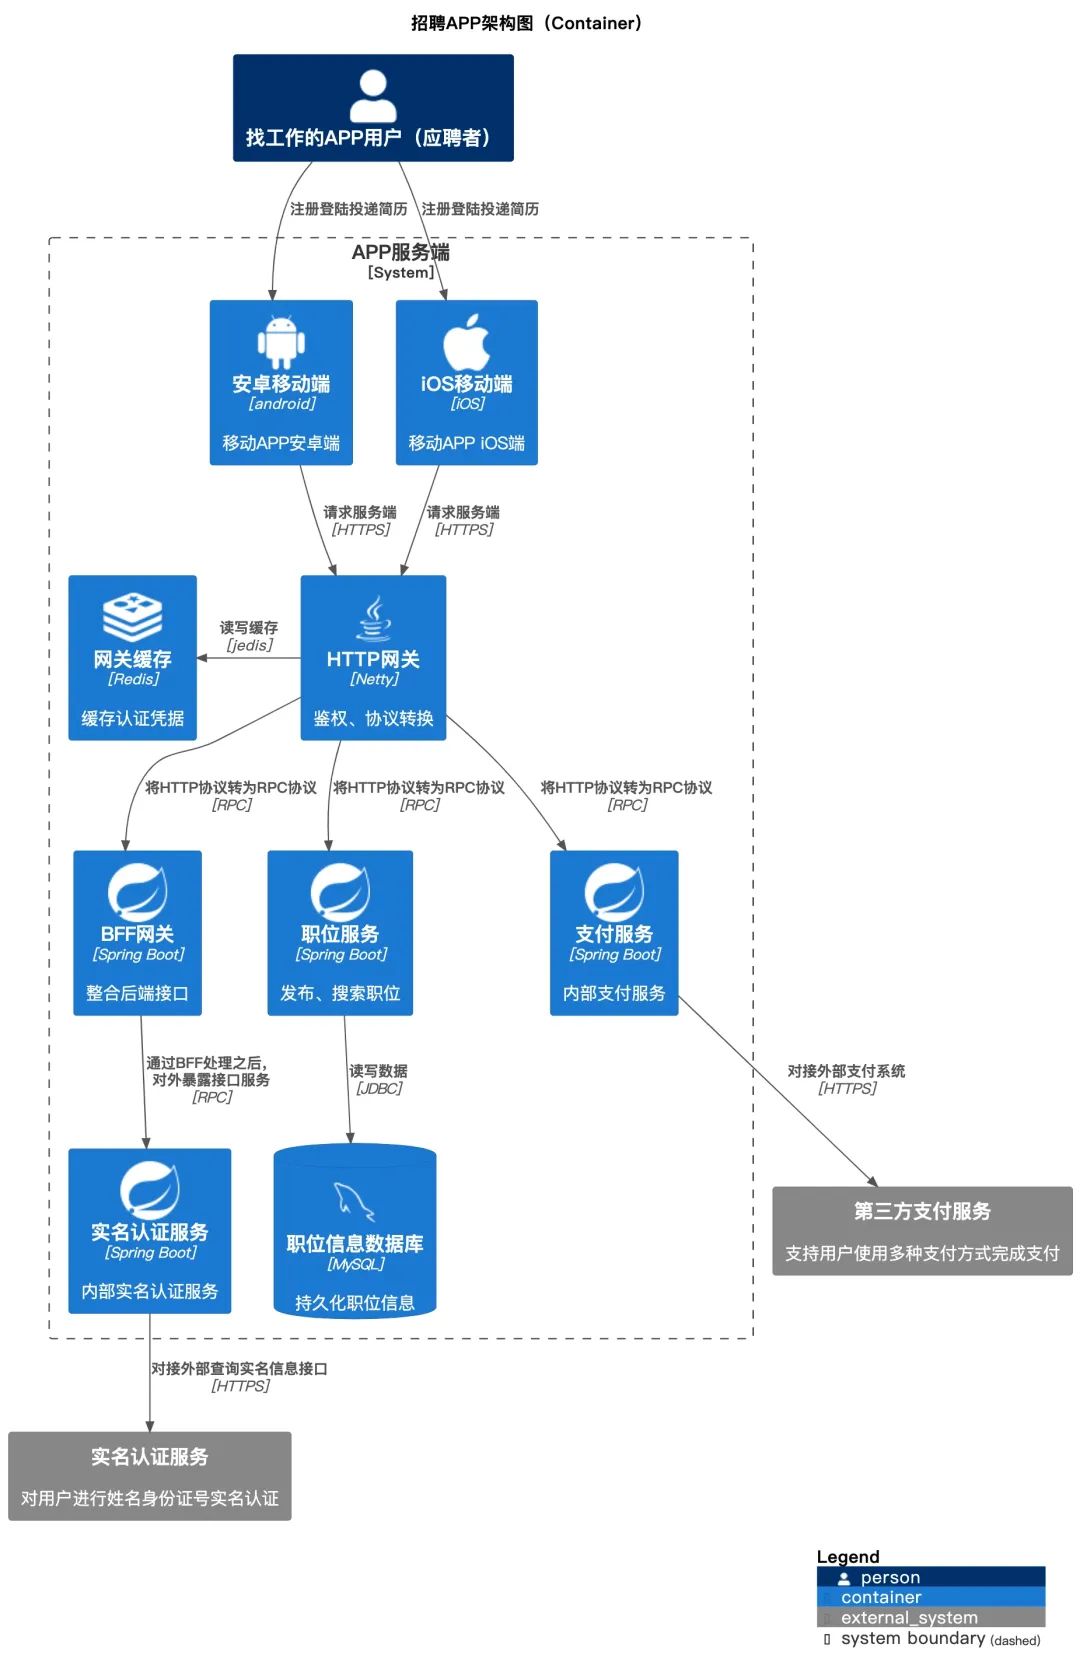 招聘APP架构图（Container）
找工作的APP用户（应聘者）
注册登陆投递简历
注册登陆投递简历
APP服务端
[System]
安卓移动端
[android]
移动APP安卓端
iOS移动端
[iOS]
移动APP iOS端
请求服务端
[HTTPS]
请求服务端
[HTTPS]
网关缓存
[Redis]
缓存认证凭据
读写缓存
[jedis]
HTTP网关
[Netty]
鉴权、协议转换
将HTTP协议转为RPC协议
[RPC]
将HTTP协议转为RPC协议
[RPC]
将HTTP协议转为RPC协议
[RPC]
BFF网关
[Spring Boot]
整合后端接口
职位服务
[Spring Boot]
发布、搜索职位
支付服务
[Spring Boot]
内部支付服务
通过BFF处理之后，
对外暴露接口服务
[RPC]
读写数据
[JDBC]
对接外部支付系统
[HTTPS]
实名认证服务
[Spring Boot]
内部实名认证服务
职位信息数据库
[MySQL]
持久化职位信息
第三方支付服务
支持用户使用多种支付方式完成支付
对接外部查询实名信息接口
[HTTPS]
实名认证服务
对用户进行姓名身份证号实名认证
Legend
person
container
external_system
system boundary (dashed)